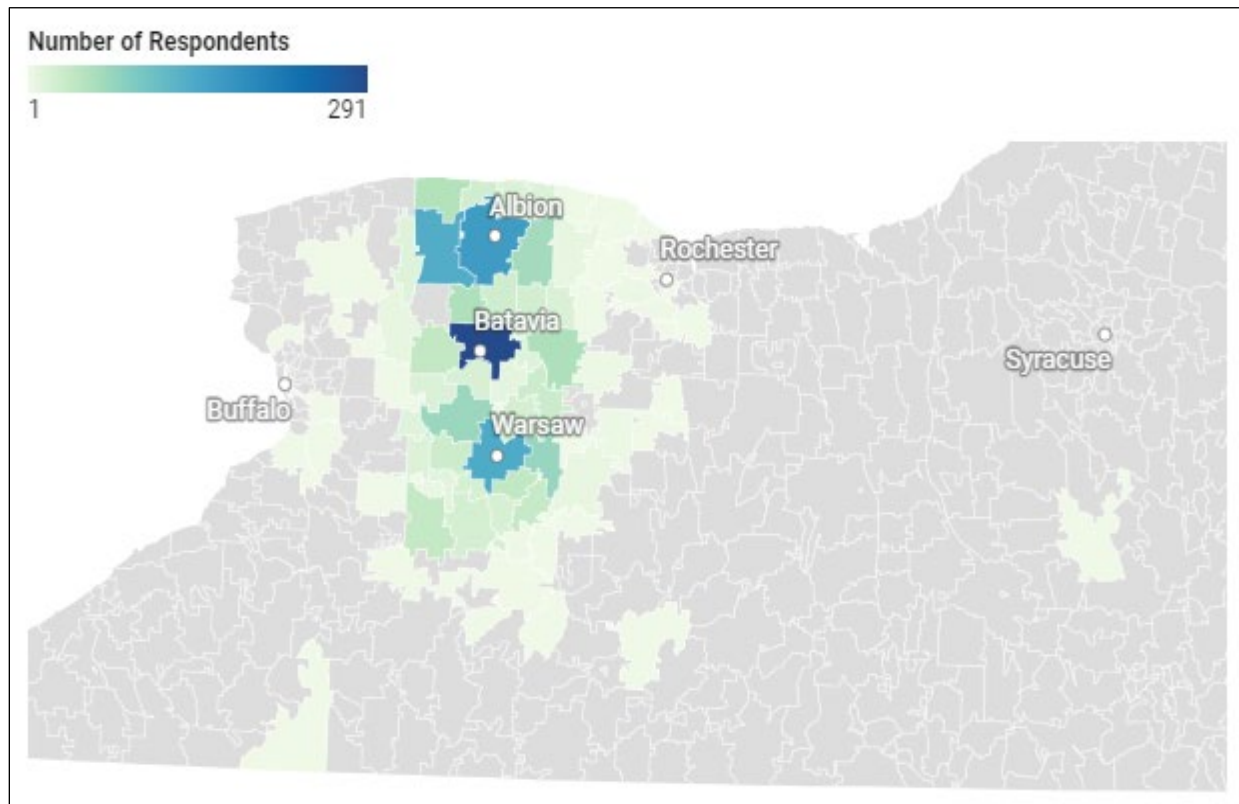 Number of Respondents
1 291
Albion
Rochester
Batavia
Syracuse
Buffalo
Warsaw